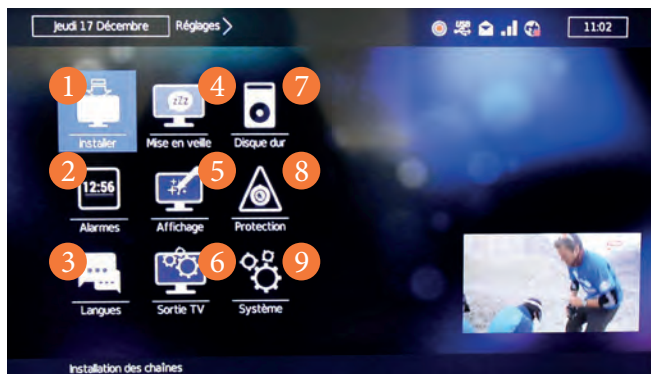 Jeudi 17 Décembre Réglages 11:02
1 4 7
zZz
Installer Mise en veille Disque dur
2 5 8
12:56
Alarmes Affichage Protection
3 6 9
Langues Sortie TV Système
Installation des chaînes